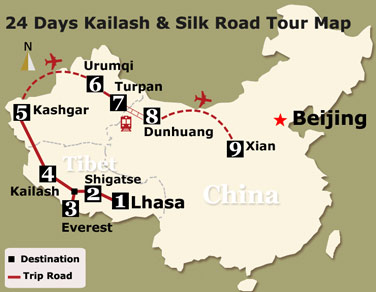 24 Days Kailash & Silk Road Tour Map
N
Urumqi
6
Turpan
7
5
Kashgar
8
Dunhuang
9
Xian
Beijing
Tibet
4
Kailash
Shigatse
2
1
Lhasa
3
Everest
China
Destination
Trip Road